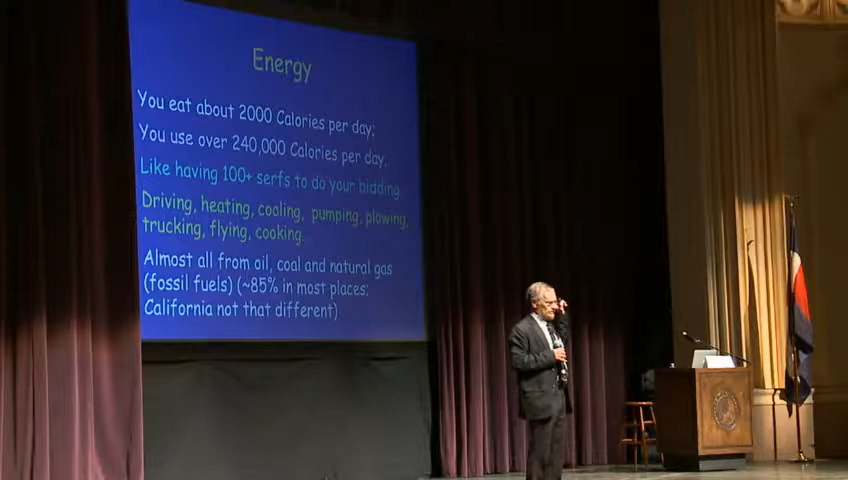 Energy
You eat about 2000 Calories per day;
You use over 240,000 Calories per day.
Like having 100+ serfs to do your bidding
Driving, heating, cooling, pumping, plowing,
trucking, flying, cooking.
Almost all from oil, coal and natural gas
(fossil fuels) (~85% in most places;
California not that different)